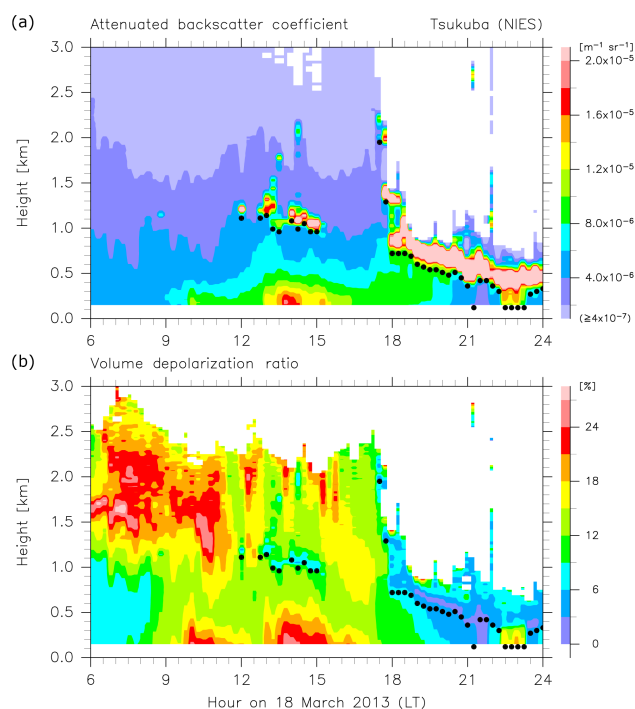 (a)
Attenuated backscatter coefficient Tsukuba (NIES)
[m⁻¹ sr⁻¹]
3.0
2.5
2.0
1.5
1.0
0.5
0.0
Height [km]
6 9 12 15 18 21 24
2.0x10⁻⁵
1.6x10⁻⁵
1.2x10⁻⁵
8.0x10⁻⁶
4.0x10⁻⁶
(≥4x10⁻⁷)
(b)
Volume depolarization ratio
[%]
3.0
2.5
2.0
1.5
1.0
0.5
0.0
Height [km]
6 9 12 15 18 21 24
24
18
12
6
0
Hour on 18 March 2013 (LT)